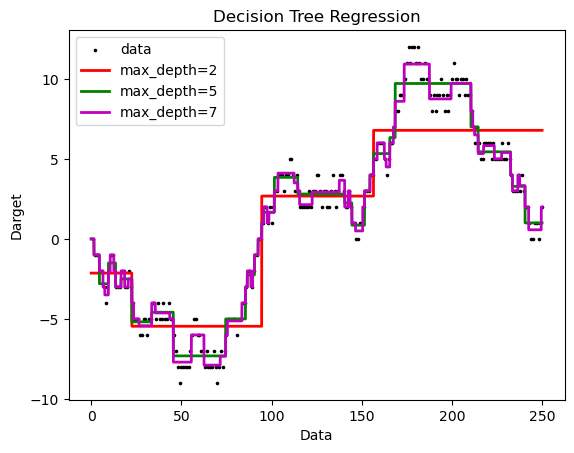 Decision Tree Regression
data
max_depth=2
max_depth=5
max_depth=7
10
5
0
−5
−10
Darget
0
50
100
150
200
250
Data